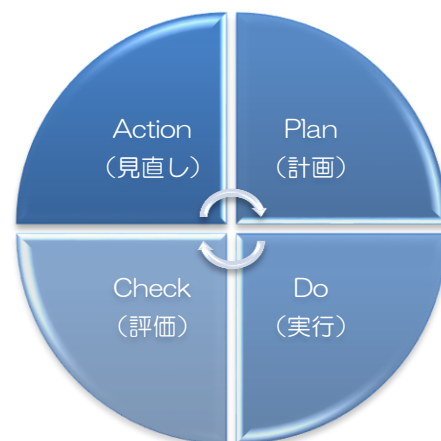 Action
（見直し）
Plan
（計画）
Check
（評価）
Do
（実行）